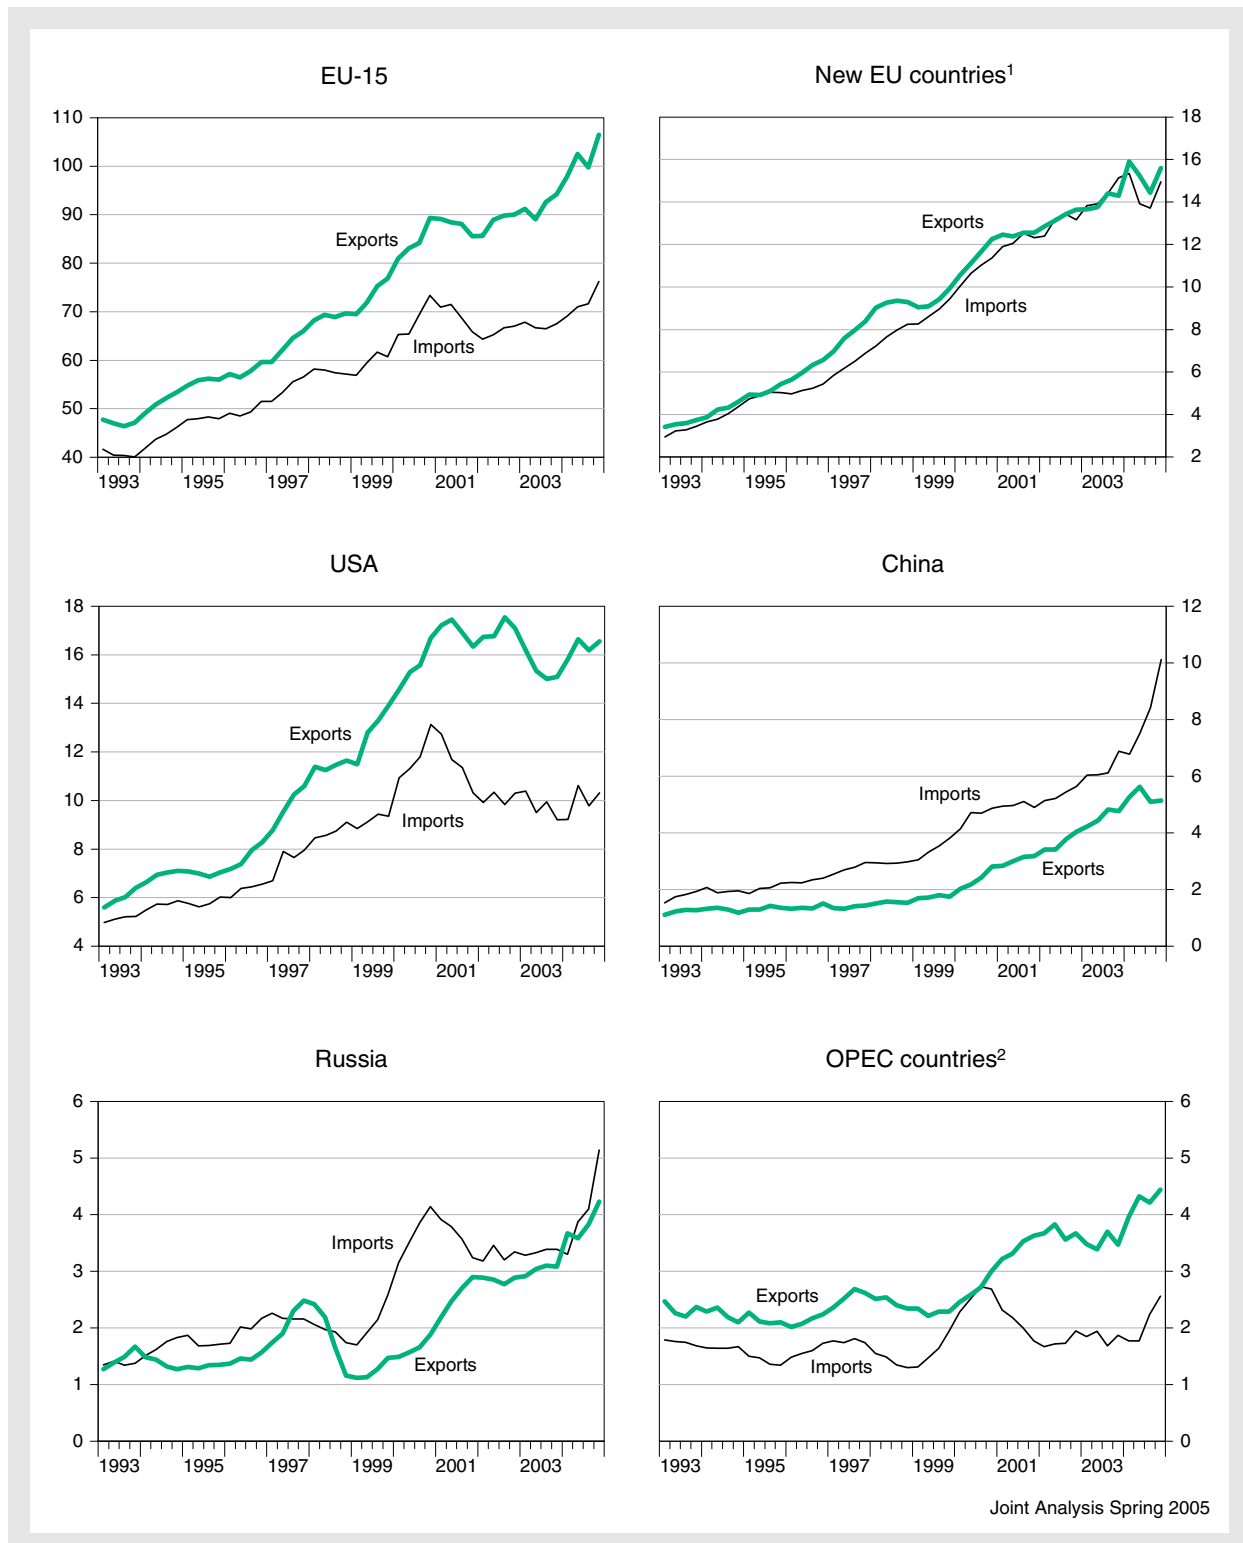 EU-15
110
100
90
80
70
60
50
40
Exports
Imports
1993 1995 1997 1999 2001 2003
New EU countries¹
18
16
14
12
10
8
6
4
2
Exports
Imports
1993 1995 1997 1999 2001 2003
USA
18
16
14
12
10
8
6
4
Exports
Imports
1993 1995 1997 1999 2001 2003
China
12
10
8
6
4
2
0
Imports
Exports
1993 1995 1997 1999 2001 2003
Russia
6
5
4
3
2
1
0
Imports
Exports
1993 1995 1997 1999 2001 2003
OPEC countries²
6
5
4
3
2
1
0
Exports
Imports
1993 1995 1997 1999 2001 2003
Joint Analysis Spring 2005